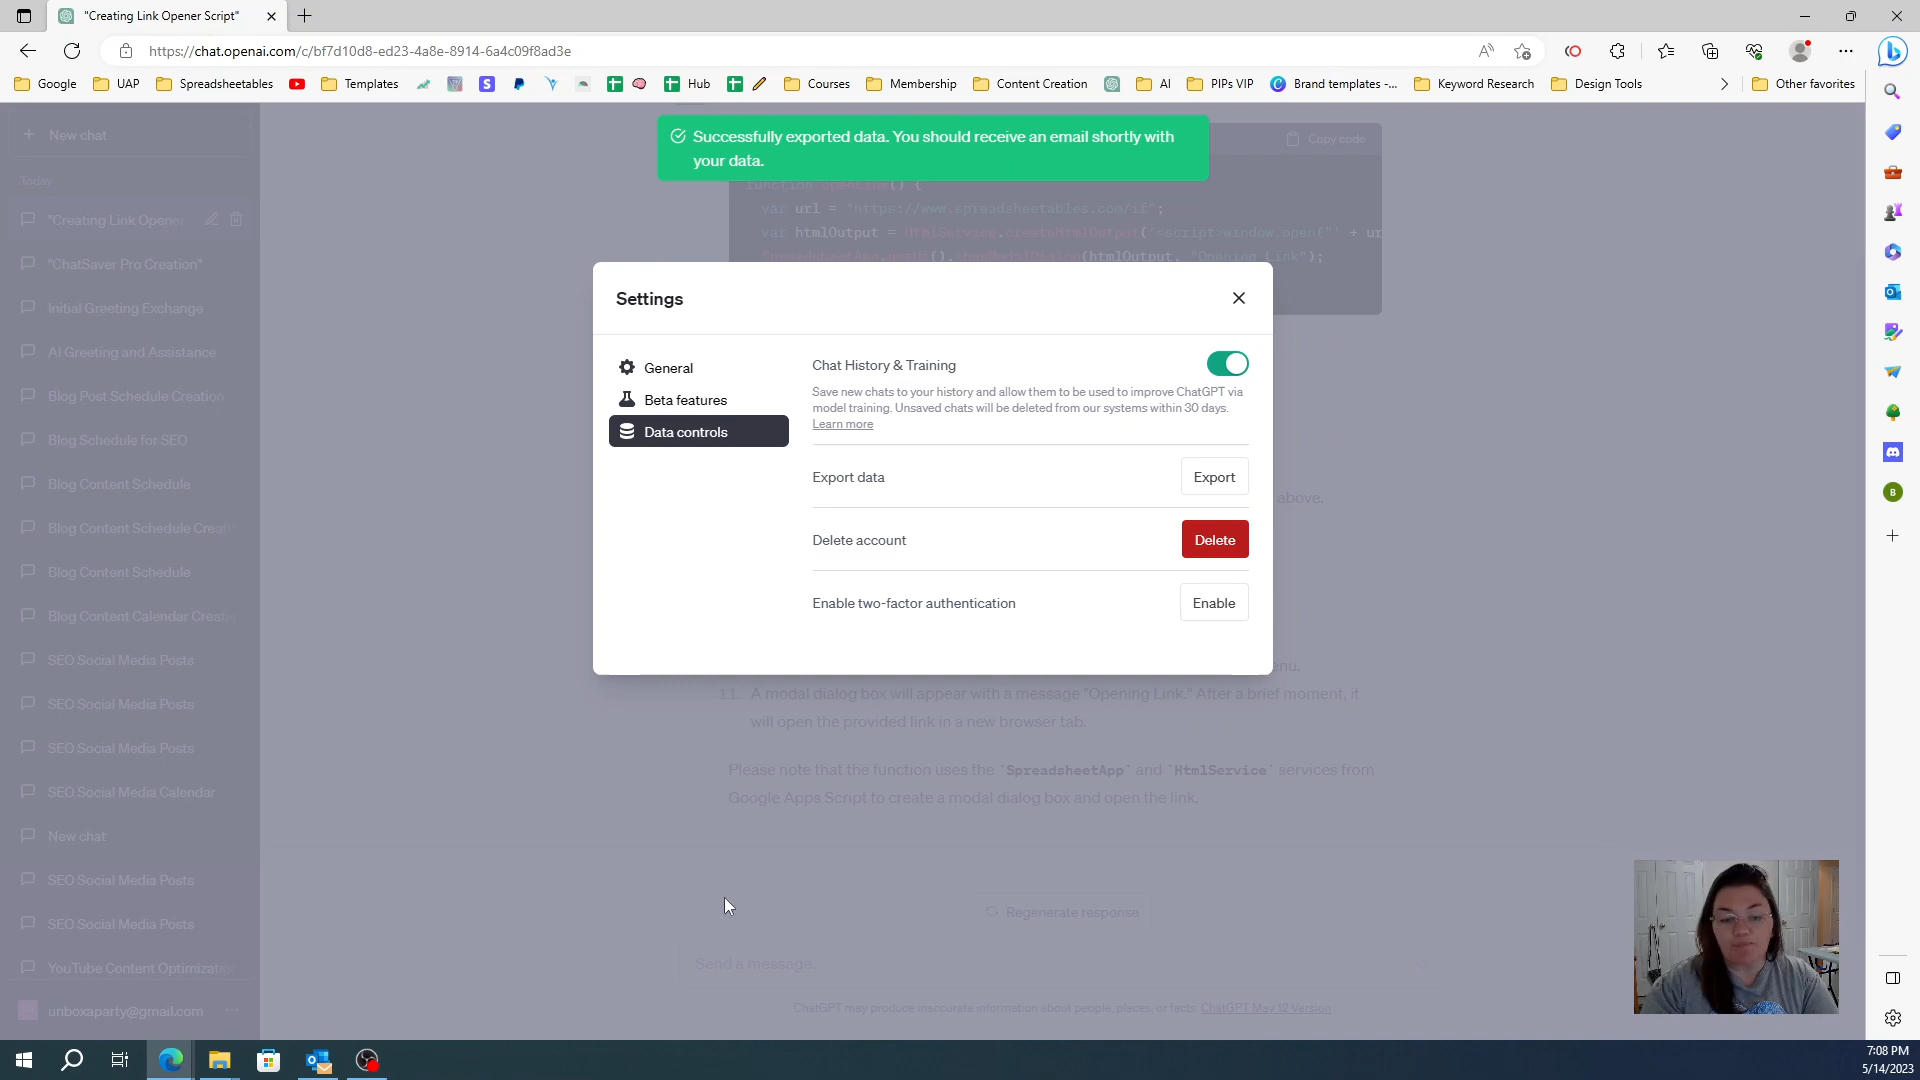 "Creating Link Opener Script"
https://chat.openai.com/c/bf7d10d8-ed23-4a8e-8914-6a4c09f8ad3e
Google
UAP
Spreadsheetables
Templates
Hub
Courses
Membership
Content Creation
AI
PIPs VIP
Brand templates -...
Keyword Research
Design Tools
Other favorites
New chat
Today
"Creating Link Opener
"ChatSaver Pro Creation"
Initial Greeting Exchange
AI Greeting and Assistance
Blog Post Schedule Creation
Blog Schedule for SEO
Blog Content Schedule
Blog Content Schedule Creati
Blog Content Schedule
Blog Content Calendar Creati
SEO Social Media Posts
SEO Social Media Posts
SEO Social Media Posts
SEO Social Media Calendar
New chat
SEO Social Media Posts
SEO Social Media Posts
YouTube Content Optimizatio
unboxaparty@gmail.com
Successfully exported data. You should receive an email shortly with
your data.
Copy code
function openLink() {
var url = "https://www.spreadsheetables.com/if";
var htmlOutput = HtmlService.createHtmlOutput('<script>window.open("' + ur
SpreadsheetApp.getUi().showModalDialog(htmlOutput, "Opening Link");
Settings
General
Beta features
Data controls
Chat History & Training
Save new chats to your history and allow them to be used to improve ChatGPT via
model training. Unsaved chats will be deleted from our systems within 30 days.
Learn more
Export data
Export
Delete account
Delete
Enable two-factor authentication
Enable
above.
enu.
11. A modal dialog box will appear with a message "Opening Link." After a brief moment, it
will open the provided link in a new browser tab.
Please note that the function uses the `SpreadsheetApp` and `HtmlService` services from
Google Apps Script to create a modal dialog box and open the link.
Regenerate response
Send a message.
ChatGPT may produce inaccurate information about people, places, or facts. ChatGPT May 12 Version
B
7:08 PM
5/14/2023